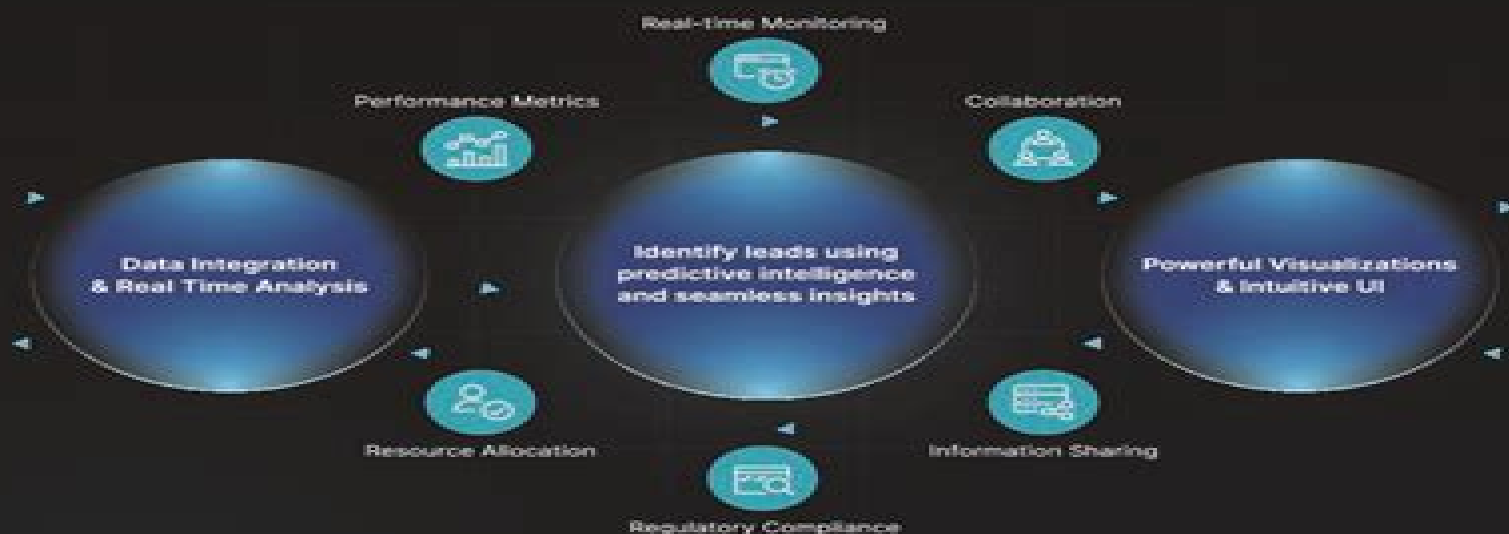 Real-time Monitoring
Performance Metrics
Collaboration
Data Integration
& Real Time Analysis
Identify leads using
predictive intelligence
and seamless insights
Powerful Visualizations
& Intuitive UI
Resource Allocation
Information Sharing
Regulatory Compliance